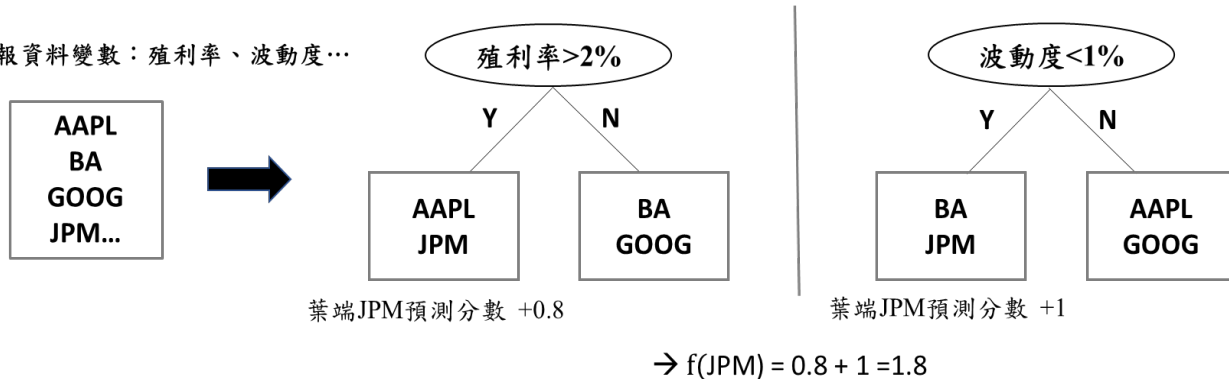 報資料變數：殖利率、波動度…
AAPL
BA
GOOG
JPM…
殖利率>2%
Y
N
AAPL
JPM
BA
GOOG
葉端JPM預測分數 +0.8
波動度<1%
Y
N
BA
JPM
AAPL
GOOG
葉端JPM預測分數 +1
→ f(JPM) = 0.8 + 1 =1.8